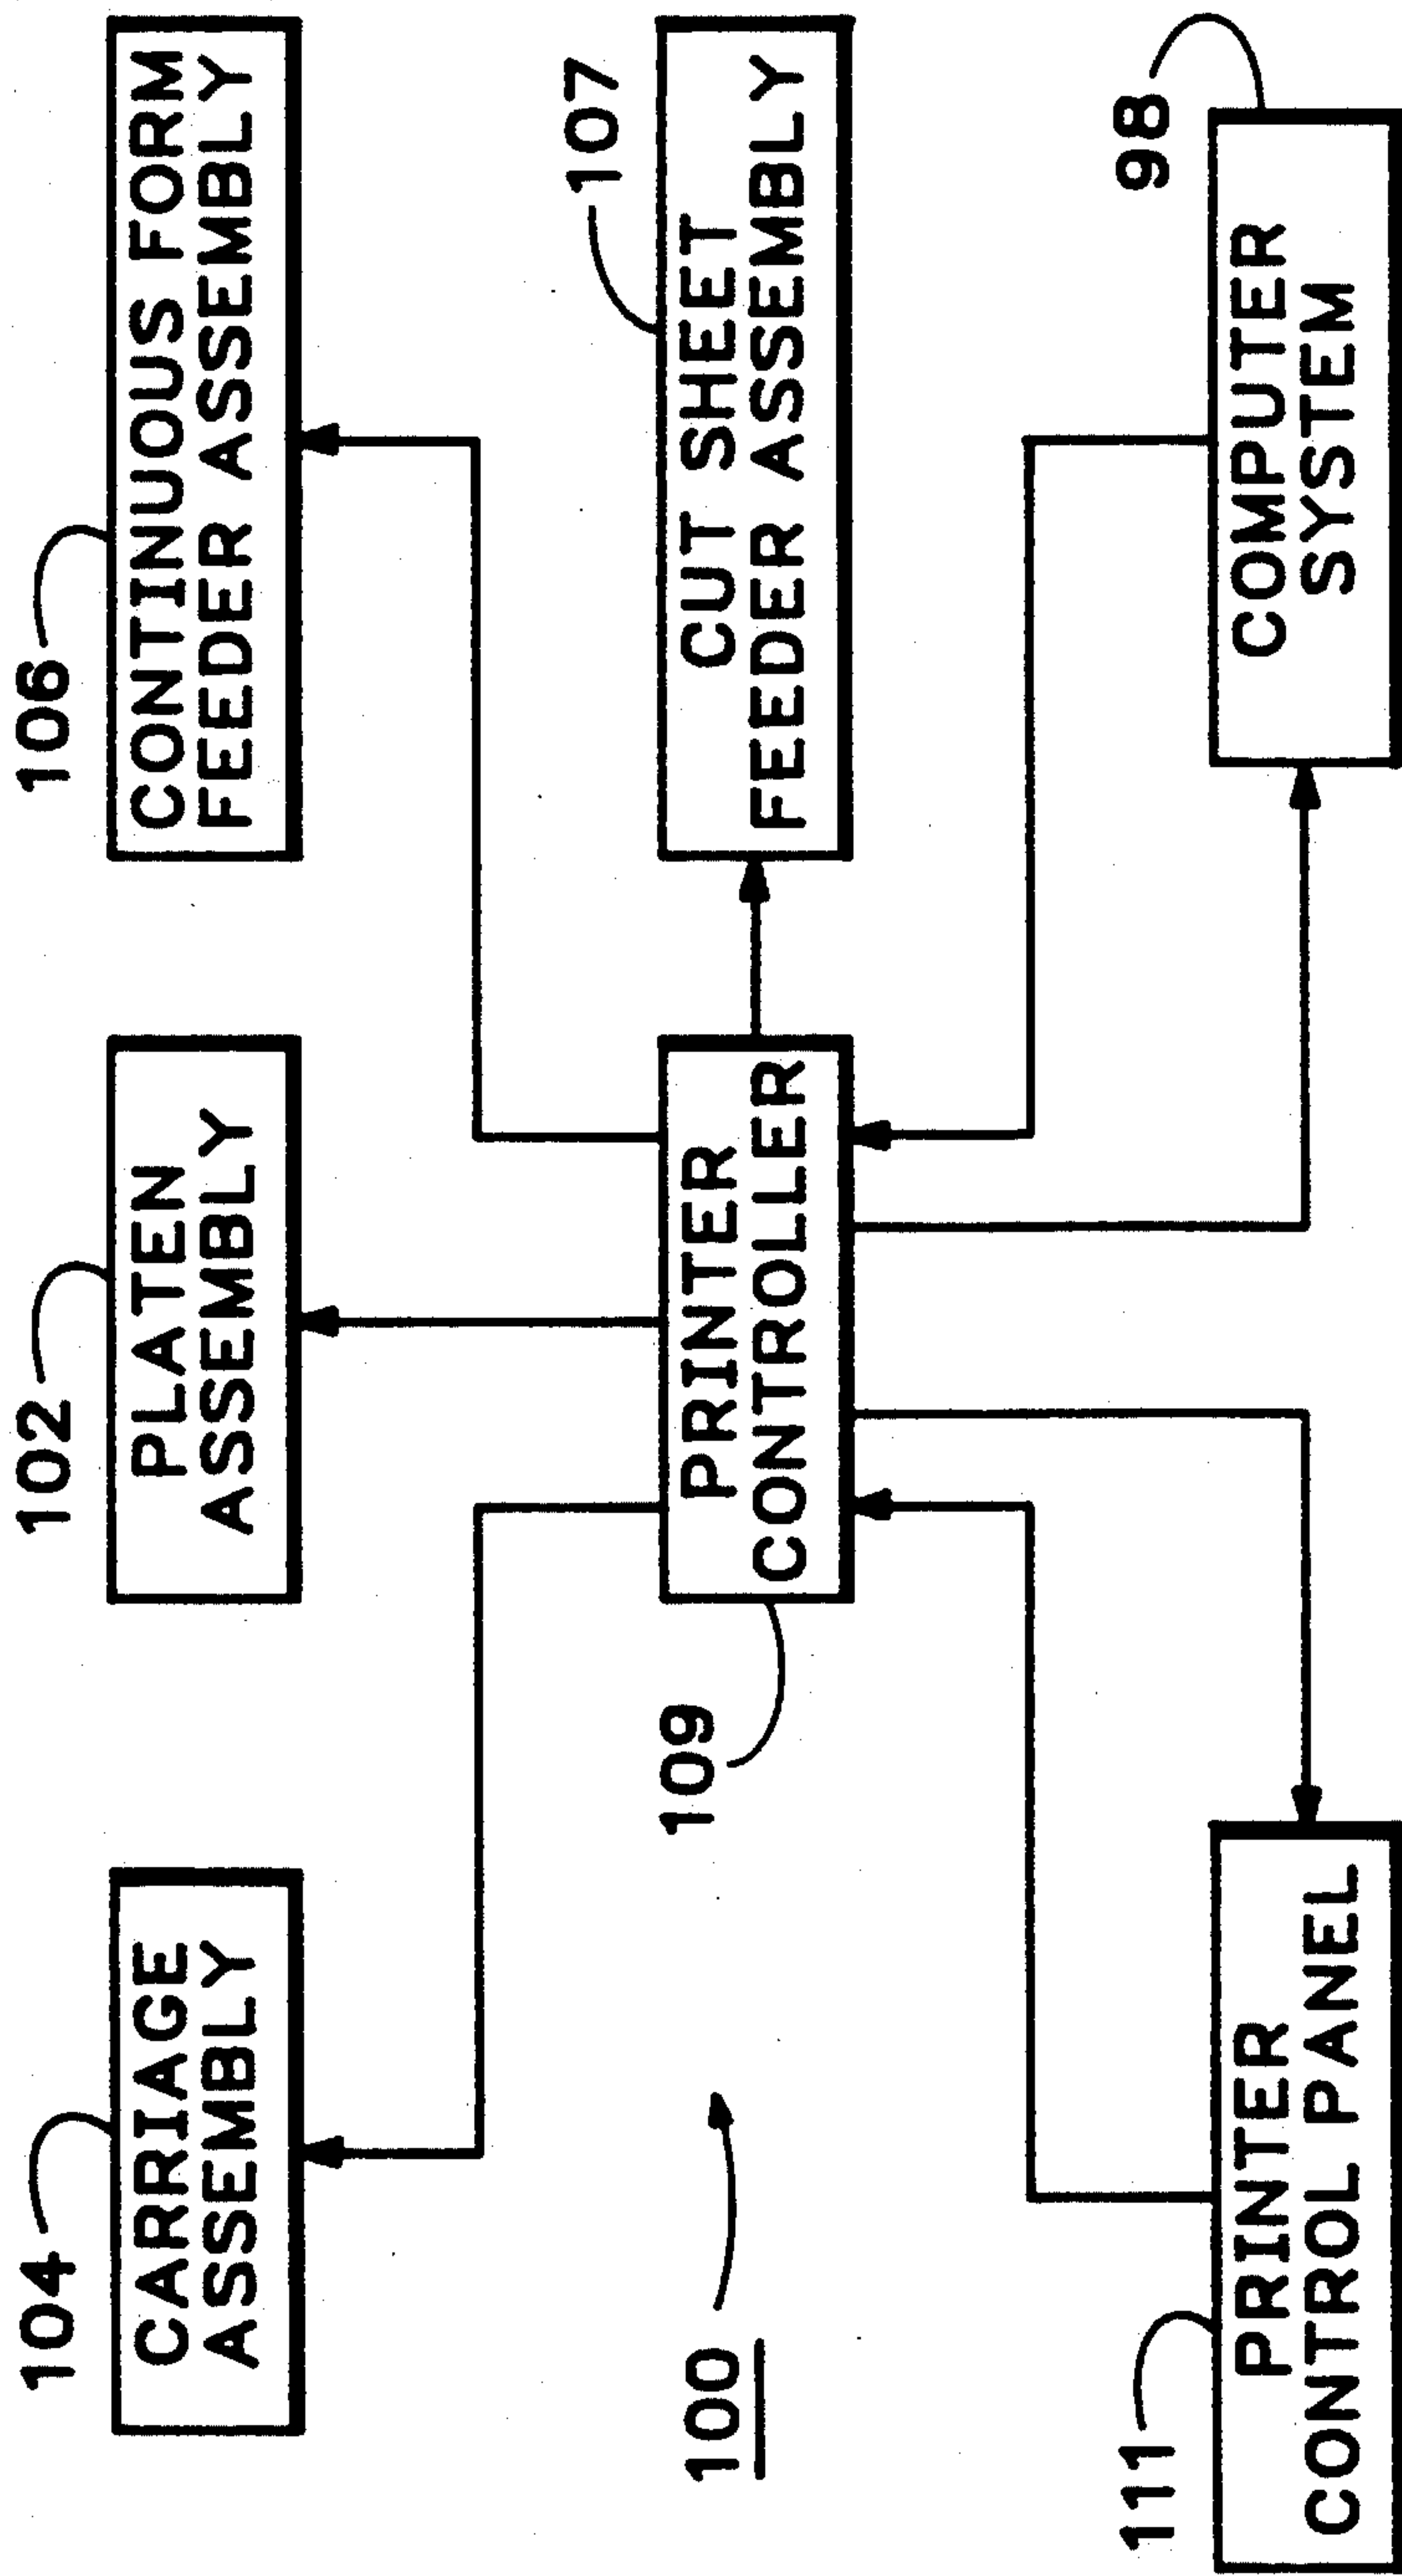 104
CARRIAGE
ASSEMBLY
102
PLATEN
ASSEMBLY
106
CONTINUOUS FORM
FEEDER ASSEMBLY
100
109
PRINTER
CONTROLLER
107
CUT SHEET
FEEDER ASSEMBLY
111
PRINTER
CONTROL PANEL
98
COMPUTER
SYSTEM